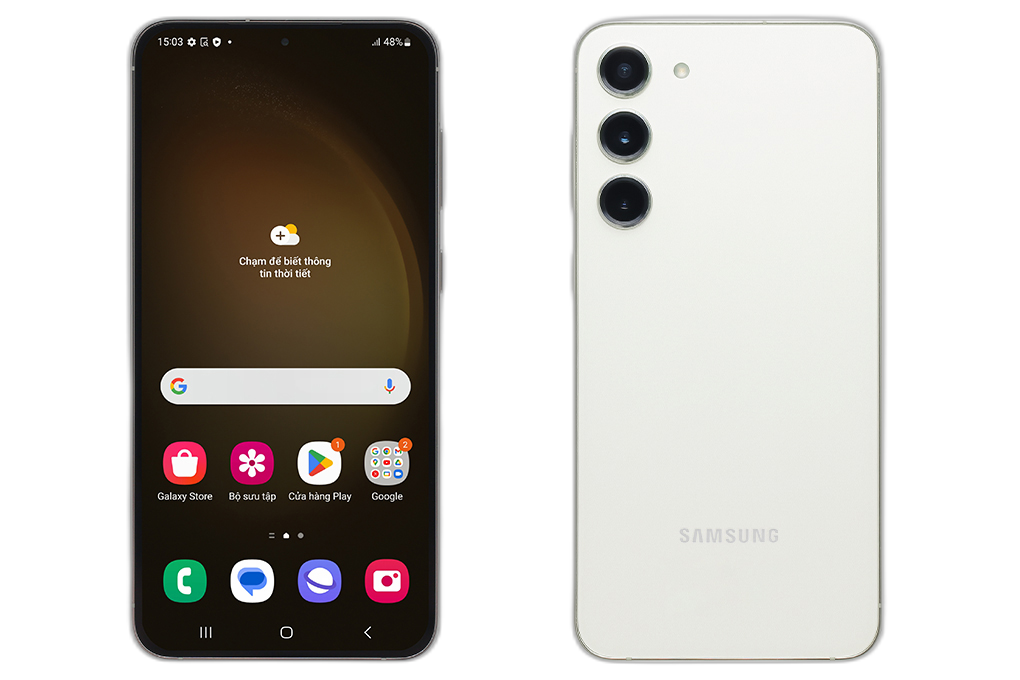 15:03
48%
Chạm để biết thông
tin thời tiết
1
2
Galaxy Store
Bộ sưu tập
Cửa hàng Play
Google
SAMSUNG